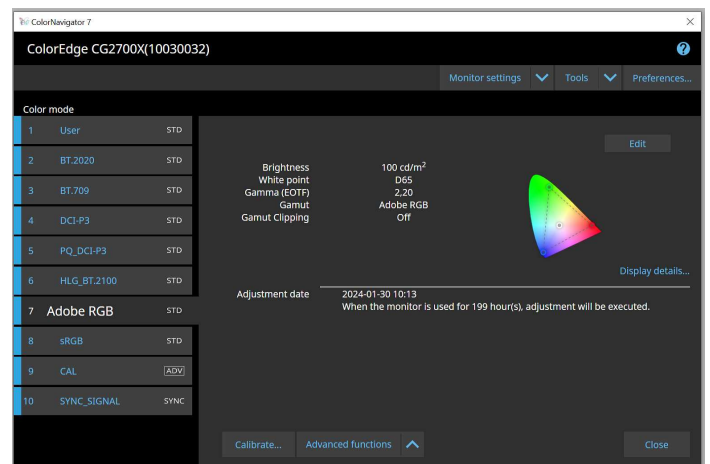 ColorNavigator 7
ColorEdge CG2700X(10030032)
Monitor settings Tools Preferences...
Color mode
1 User STD
2 BT.2020 STD
3 BT.709 STD
4 DCI-P3 STD
5 PQ_DCI-P3 STD
6 HLG_BT.2100 STD
7 Adobe RGB STD
8 sRGB STD
9 CAL ADV
10 SYNC_SIGNAL SYNC
Edit
Brightness 100 cd/m²
White point D65
Gamma (EOTF) 2,20
Gamut Adobe RGB
Gamut Clipping Off
Display details...
Adjustment date 2024-01-30 10:13
When the monitor is used for 199 hour(s), adjustment will be executed.
Calibrate... Advanced functions Close